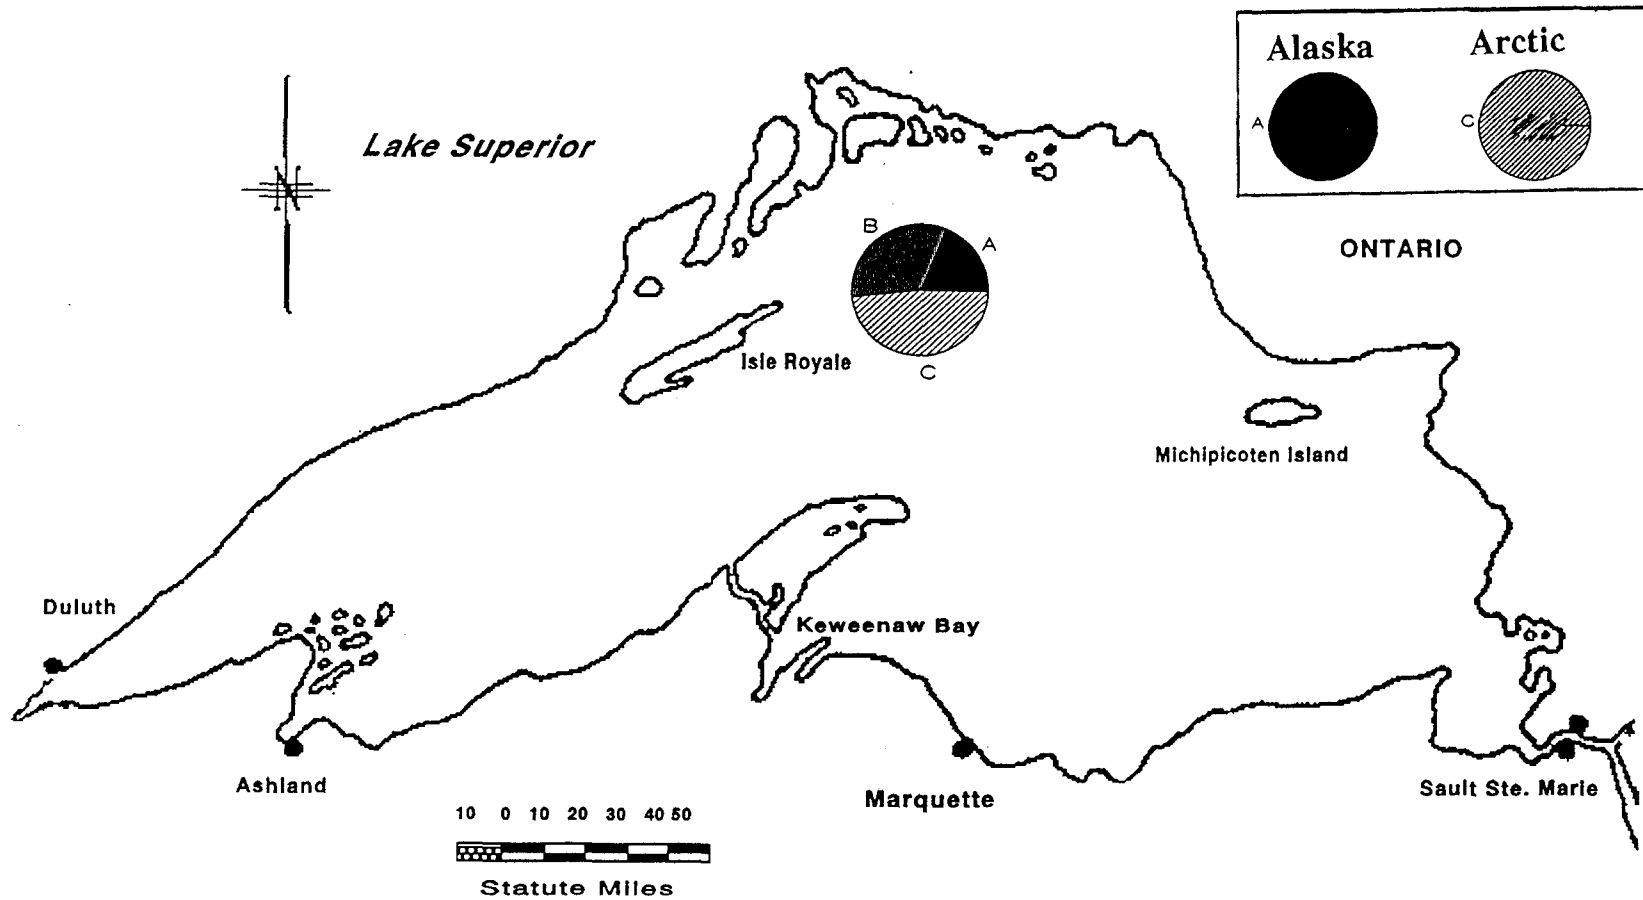 Alaska Arctic
A
C
Lake Superior
N
B
A
ONTARIO
Isle Royale
C
Michipicoten Island
Duluth
Keweenaw Bay
Ashland
Marquette
Sault Ste. Marie
10 0 10 20 30 40 50
Statute Miles